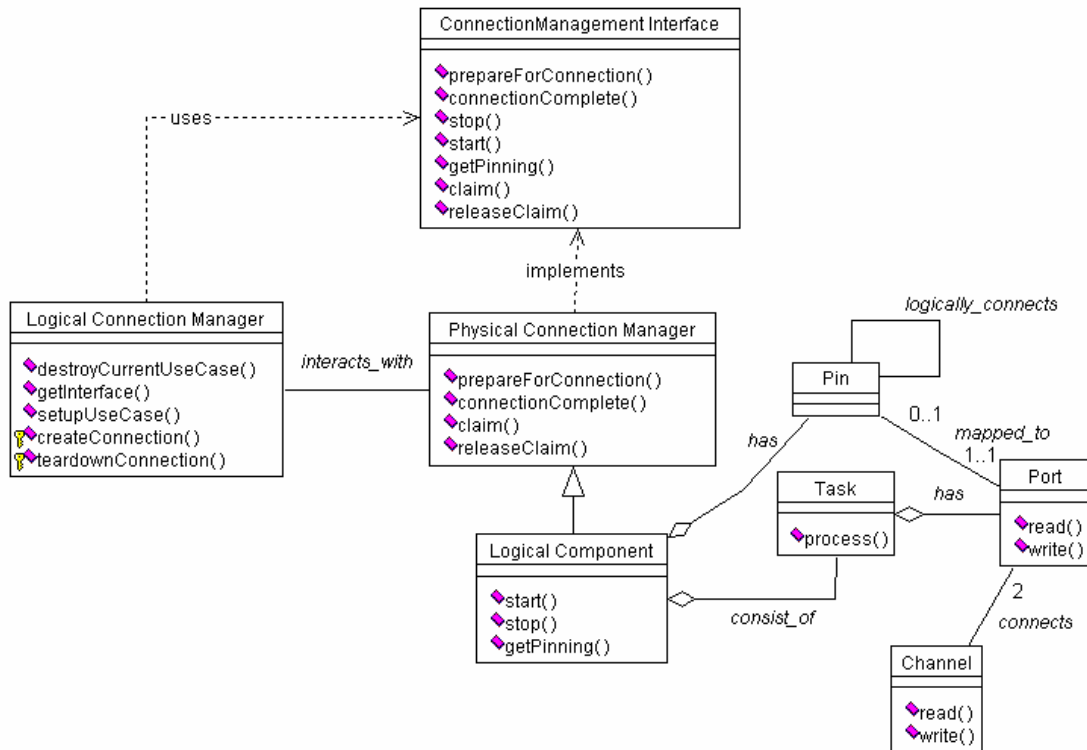 ConnectionManagement Interface
prepareForConnection()
connectionComplete()
stop()
start()
getPinning()
claim()
releaseClaim()
uses
implements
Logical Connection Manager
destroyCurrentUseCase()
getInterface()
setupUseCase()
createConnection()
teardownConnection()
interacts_with
Physical Connection Manager
prepareForConnection()
connectionComplete()
claim()
releaseClaim()
logically_connects
Pin
0..1
mapped_to
1..1
has
Task
process()
has
Port
read()
write()
Logical Component
start()
stop()
getPinning()
consist_of
2
connects
Channel
read()
write()